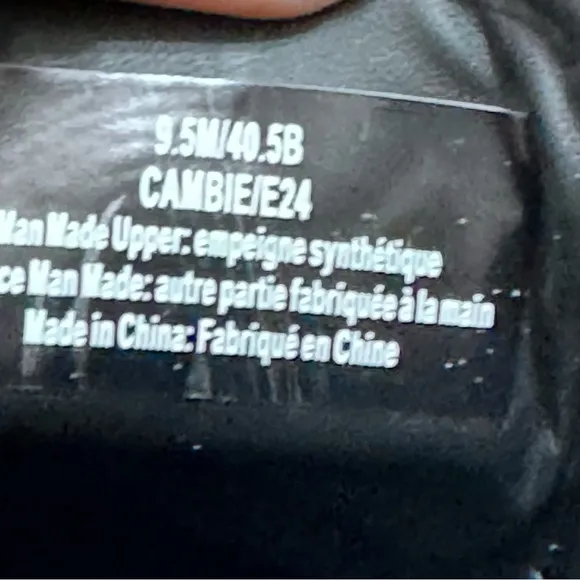 9.5M/40.5B
CAMBIE/E24
Man Made Upper: empeigne synthétique
ce Man Made: autre partie fabriquée à la main
Made in China: Fabriqué en Chine